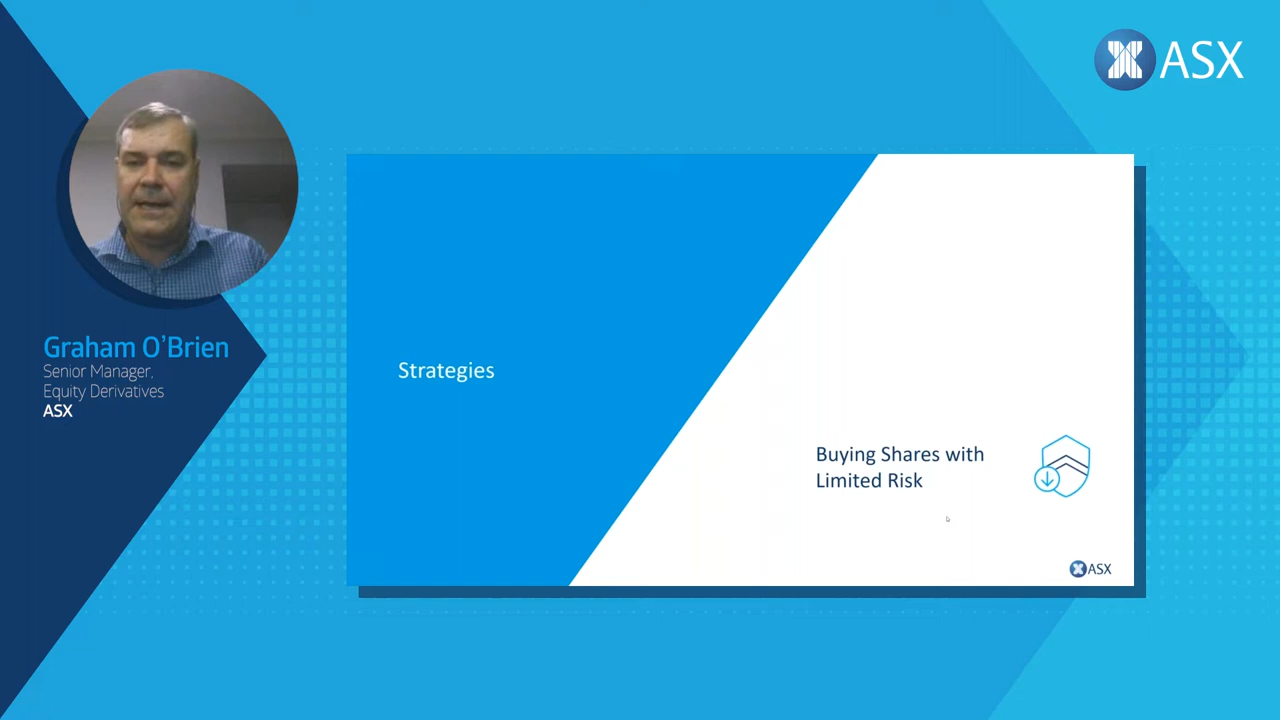 ASX
Graham O’Brien
Senior Manager,
Equity Derivatives
ASX
Strategies
Buying Shares with
Limited Risk
ASX